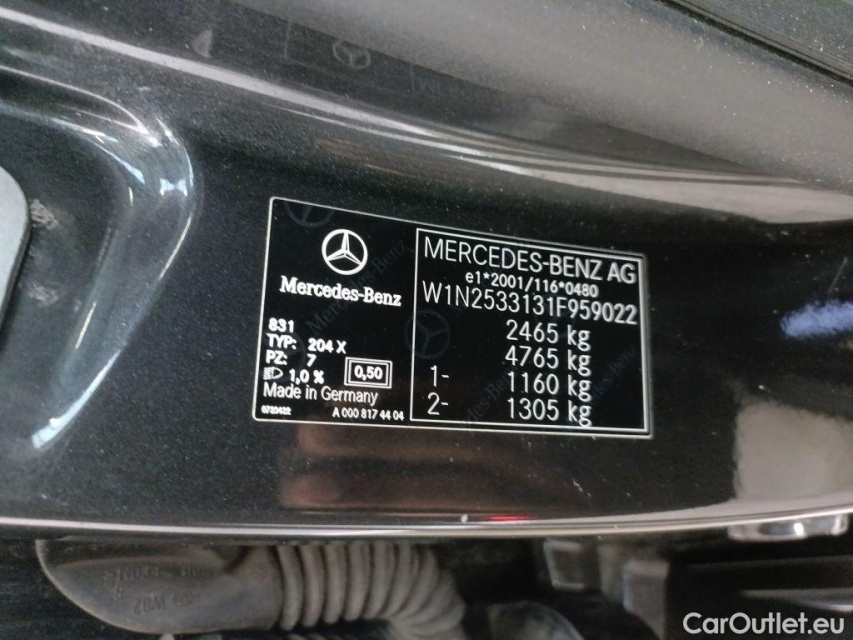 Mercedes-Benz
831
TYP: 204 X
PZ: 7
1,0 %
0,50
Made in Germany
A 000 817 44 04
MERCEDES-BENZ AG
e1*2001/116*0480
W1N2533131F959022
2465 kg
4765 kg
1- 1160 kg
2- 1305 kg
CarOutlet.eu